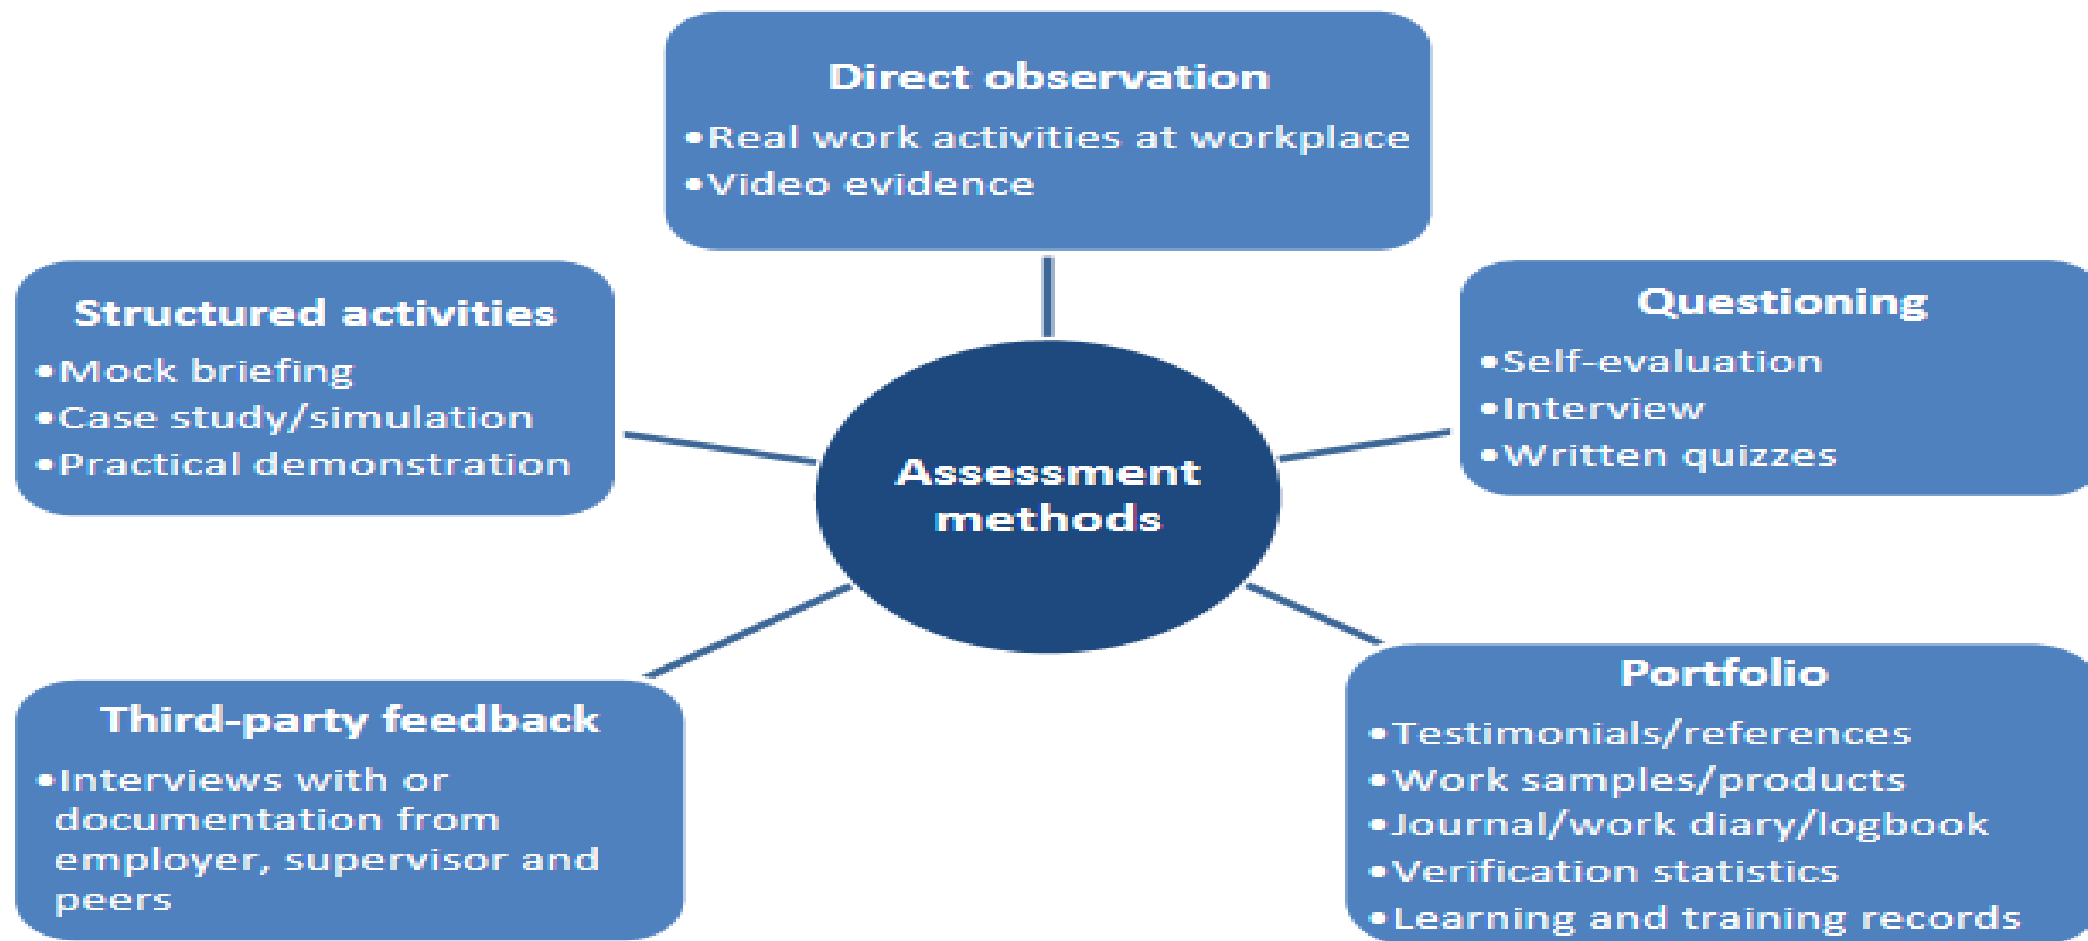 Direct observation
•Real work activities at workplace
•Video evidence
Structured activities
•Mock briefing
•Case study/simulation
•Practical demonstration
Questioning
•Self-evaluation
•Interview
•Written quizzes
Assessment
methods
Third-party feedback
•Interviews with or
documentation from
employer, supervisor and
peers
Portfolio
•Testimonials/references
•Work samples/products
•Journal/work diary/logbook
•Verification statistics
•Learning and training records